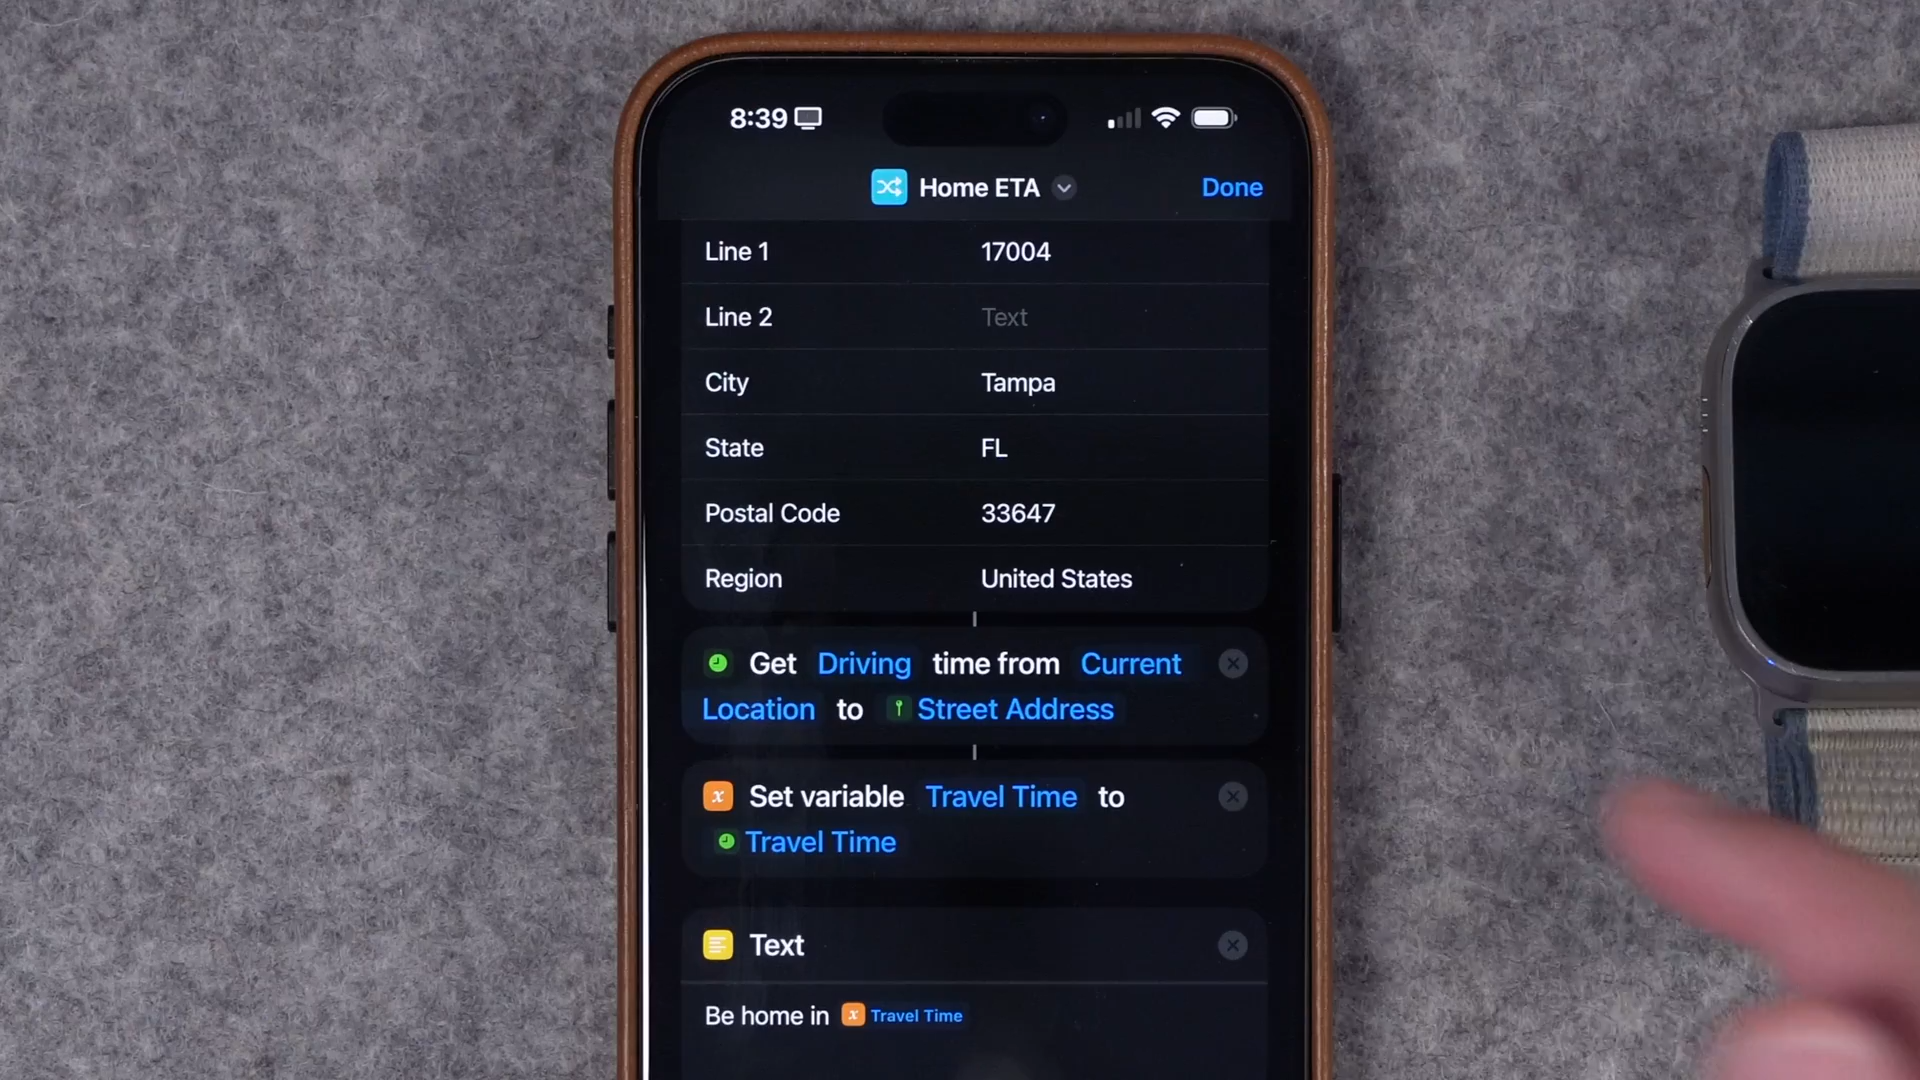 8:39
Home ETA
Done
Line 1 17004
Line 2 Text
City Tampa
State FL
Postal Code 33647
Region United States
Get Driving time from Current
Location to Street Address
x Set variable Travel Time to
Travel Time
Text
Be home in x Travel Time